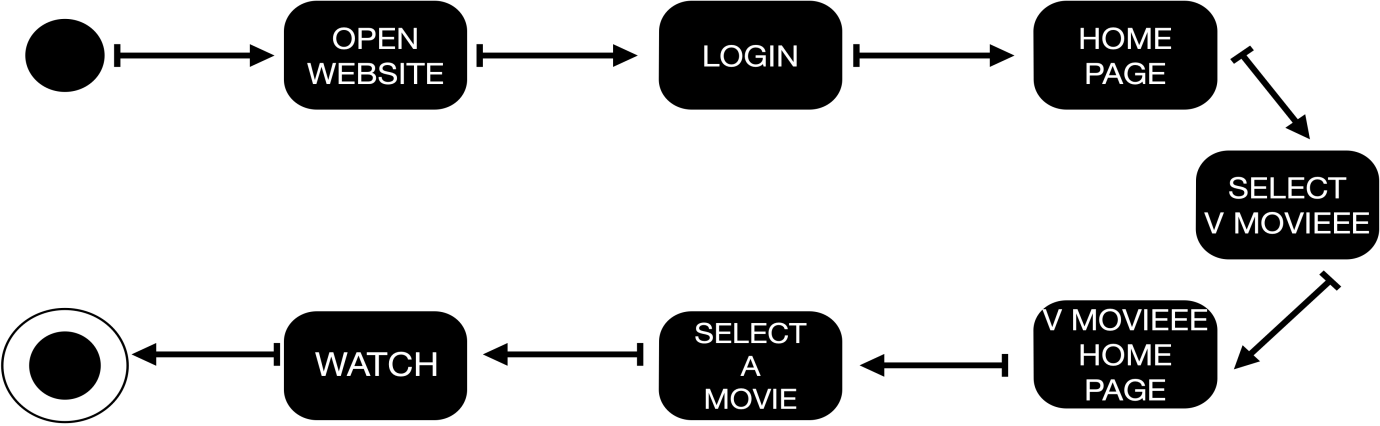 OPEN
WEBSITE
LOGIN
HOME
PAGE
SELECT
V MOVIEEE
V MOVIEEE
HOME
PAGE
SELECT
A
MOVIE
WATCH